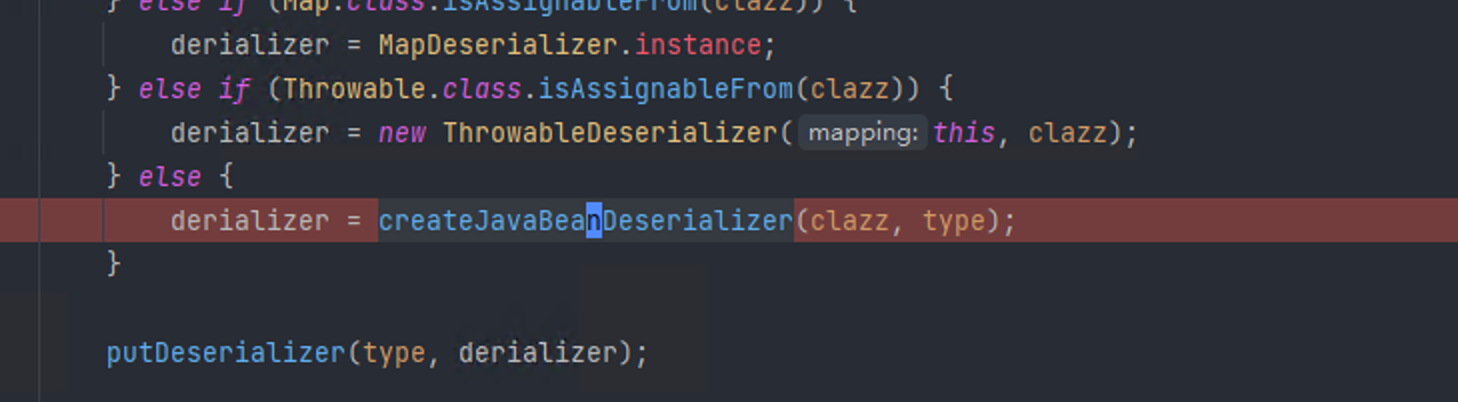 } else if (Map.class.isAssignableFrom(clazz)) {
derializer = MapDeserializer.instance;
} else if (Throwable.class.isAssignableFrom(clazz)) {
derializer = new ThrowableDeserializer( mapping: this, clazz);
} else {
derializer = createJavaBeanDeserializer(clazz, type);
}
putDeserializer(type, derializer);